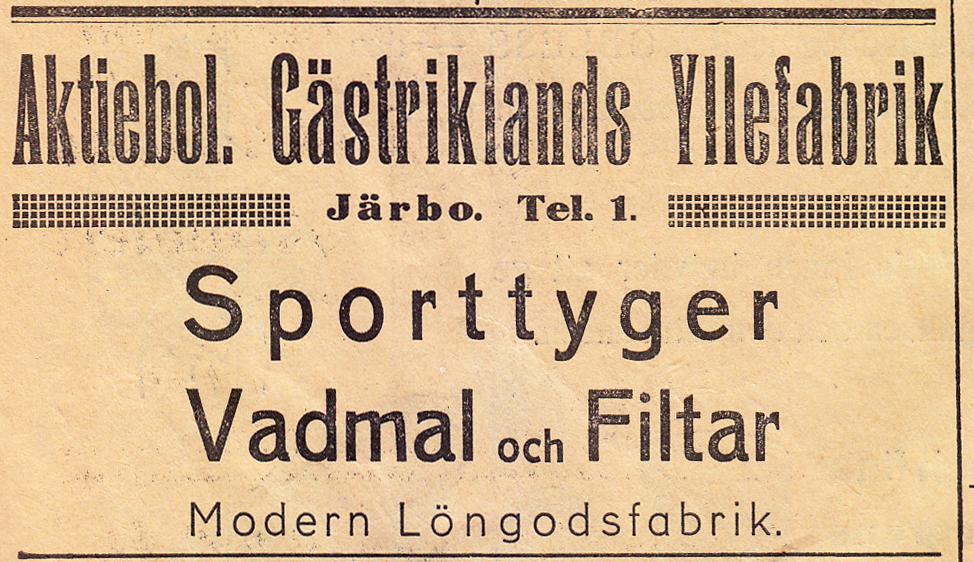 Aktiebol. Gästriklands Yllefabrik
Järbo. Tel. 1.
Sporttyger
Vadmal och Filtar
Modern Löngodsfabrik.